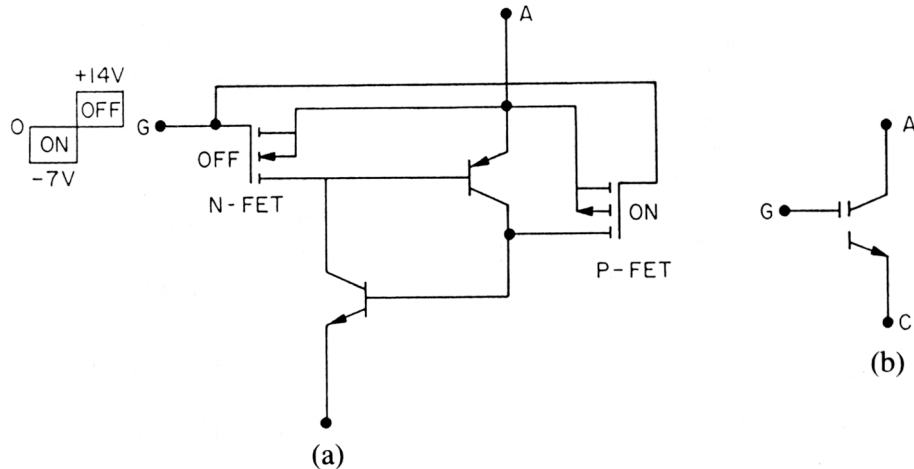 A
+14V
OFF
O
ON
-7V
G
OFF
N-FET
ON
P-FET
(a)
A
G
C
(b)